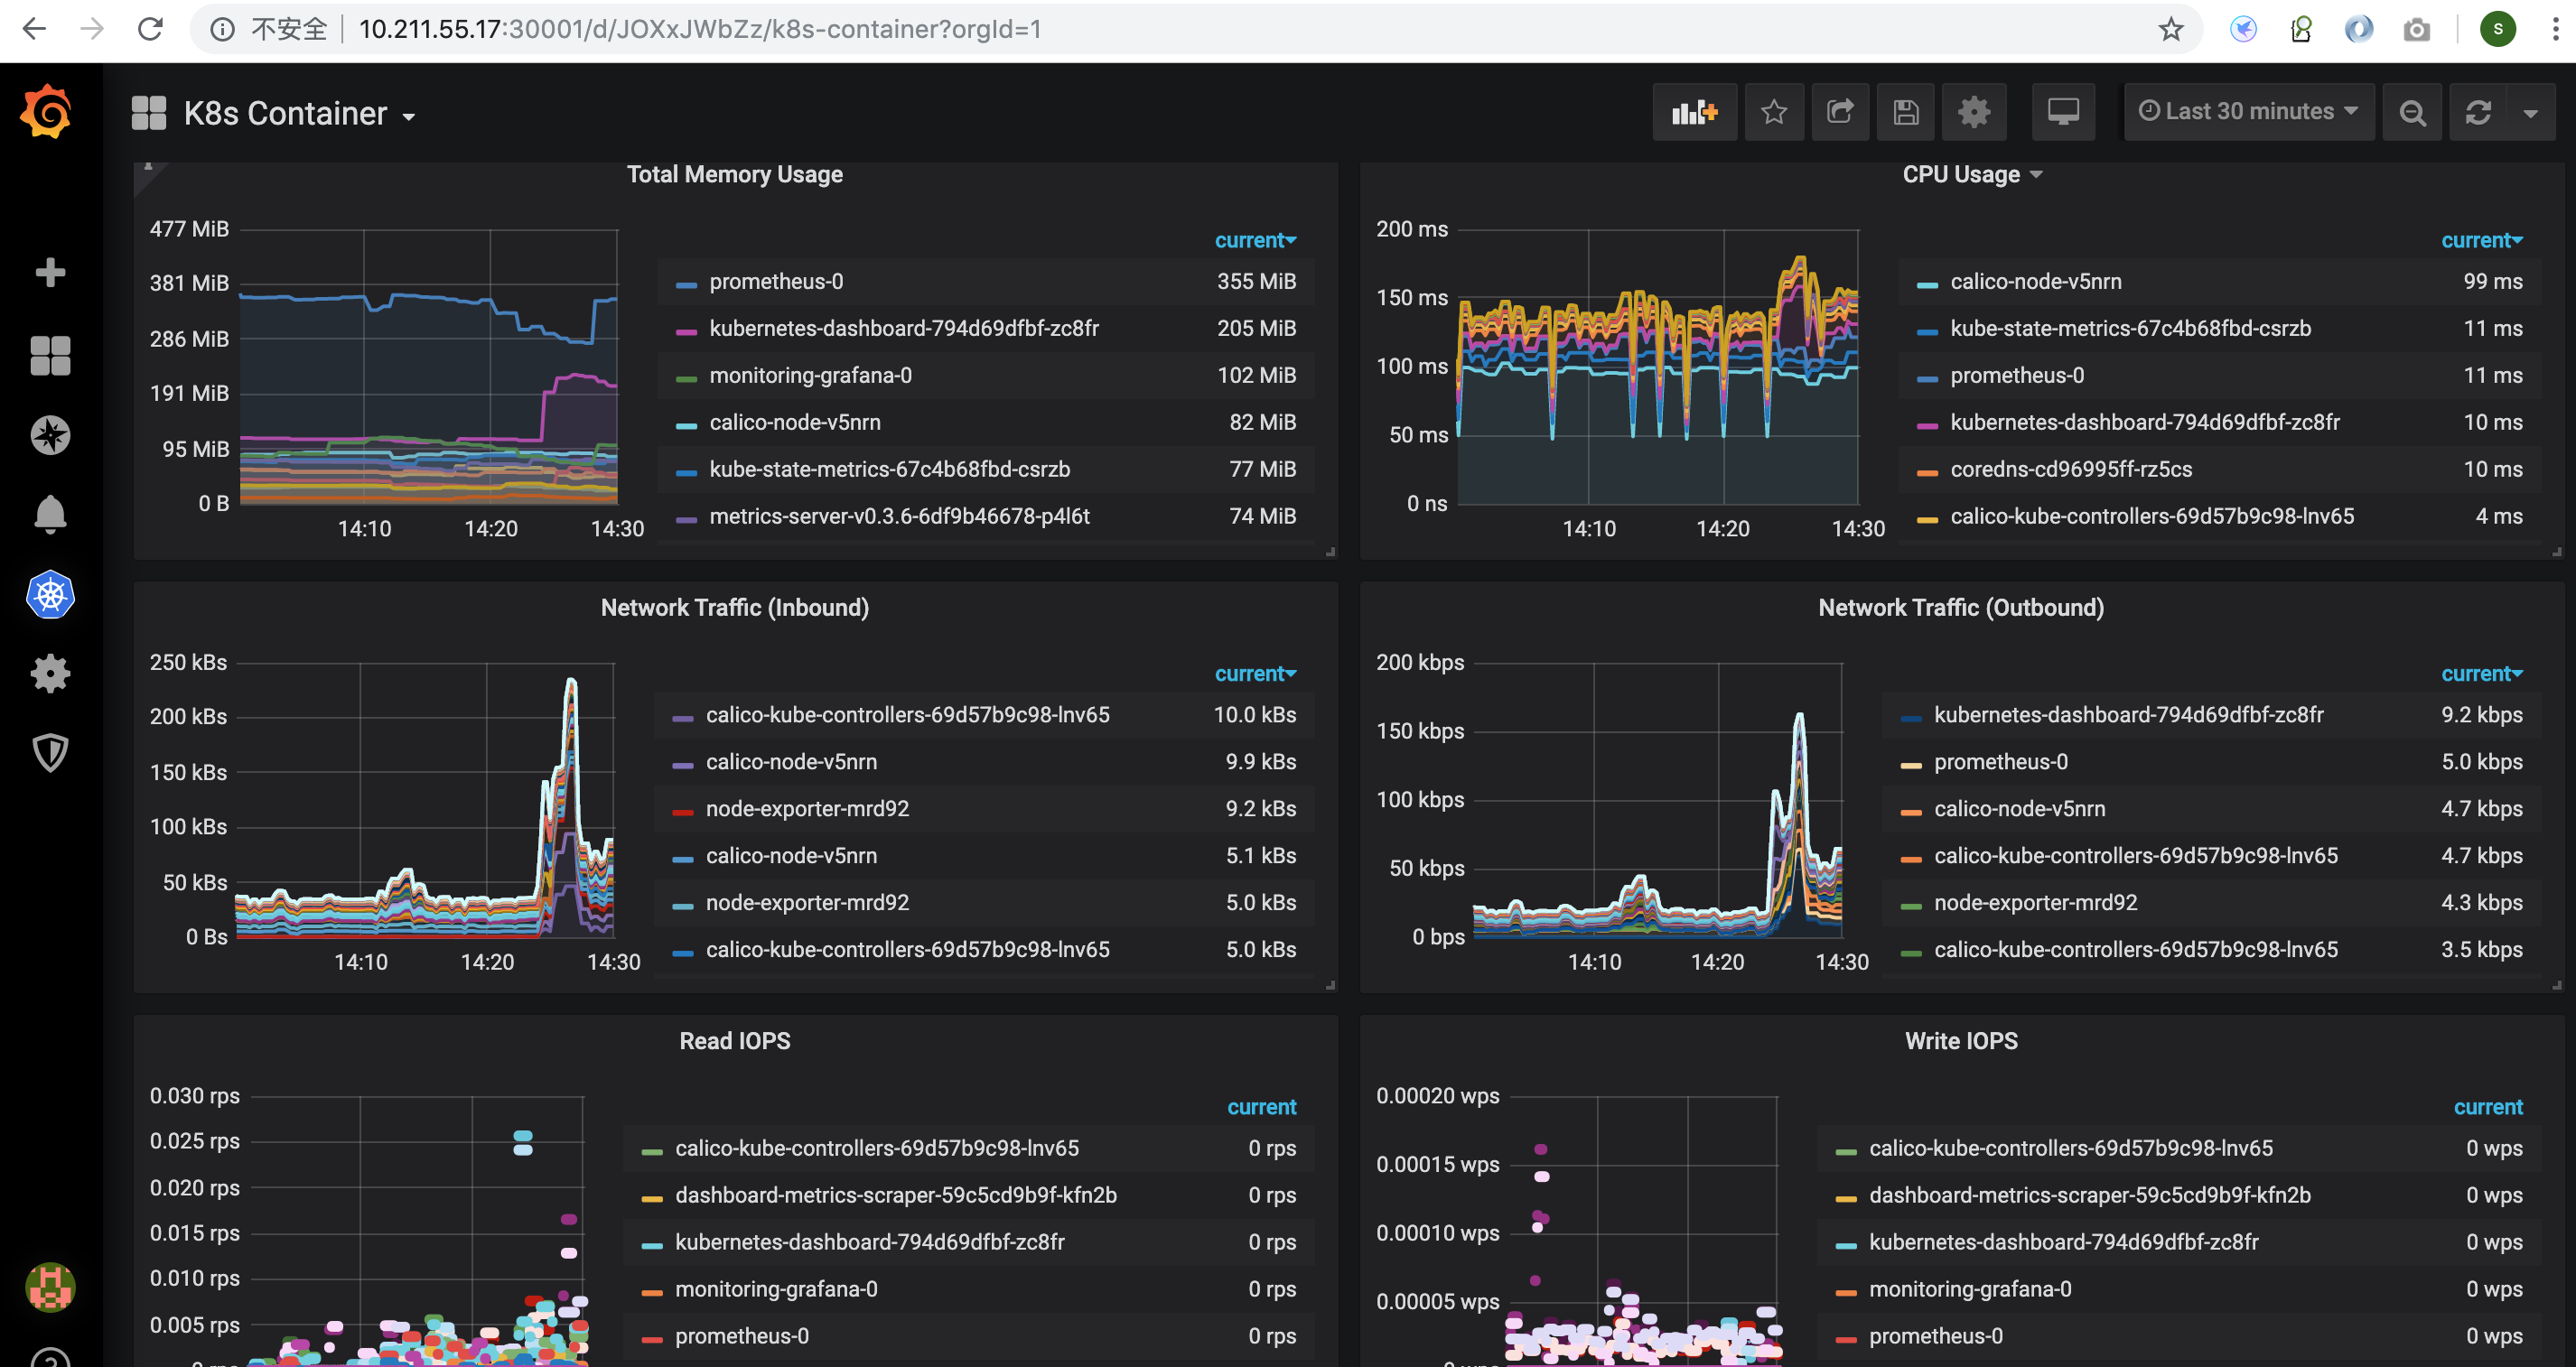 不安全 10.211.55.17:30001/d/JOXxJWbZz/k8s-container?orgId=1
S
K8s Container
Last 30 minutes
Total Memory Usage
477 MiB
381 MiB
286 MiB
191 MiB
95 MiB
0 B
14:10 14:20 14:30
current
prometheus-0 355 MiB
kubernetes-dashboard-794d69dfbf-zc8fr 205 MiB
monitoring-grafana-0 102 MiB
calico-node-v5nrn 82 MiB
kube-state-metrics-67c4b68fbd-csrzb 77 MiB
metrics-server-v0.3.6-6df9b46678-p4l6t 74 MiB
CPU Usage
200 ms
150 ms
100 ms
50 ms
0 ns
14:10 14:20 14:30
current
calico-node-v5nrn 99 ms
kube-state-metrics-67c4b68fbd-csrzb 11 ms
prometheus-0 11 ms
kubernetes-dashboard-794d69dfbf-zc8fr 10 ms
coredns-cd96995ff-rz5cs 10 ms
calico-kube-controllers-69d57b9c98-lnv65 4 ms
Network Traffic (Inbound)
250 kBs
200 kBs
150 kBs
100 kBs
50 kBs
0 Bs
14:10 14:20 14:30
current
calico-kube-controllers-69d57b9c98-lnv65 10.0 kBs
calico-node-v5nrn 9.9 kBs
node-exporter-mrd92 9.2 kBs
calico-node-v5nrn 5.1 kBs
node-exporter-mrd92 5.0 kBs
calico-kube-controllers-69d57b9c98-lnv65 5.0 kBs
Network Traffic (Outbound)
200 kbps
150 kbps
100 kbps
50 kbps
0 bps
14:10 14:20 14:30
current
kubernetes-dashboard-794d69dfbf-zc8fr 9.2 kbps
prometheus-0 5.0 kbps
calico-node-v5nrn 4.7 kbps
calico-kube-controllers-69d57b9c98-lnv65 4.7 kbps
node-exporter-mrd92 4.3 kbps
calico-kube-controllers-69d57b9c98-lnv65 3.5 kbps
Read IOPS
0.030 rps
0.025 rps
0.020 rps
0.015 rps
0.010 rps
0.005 rps
current
calico-kube-controllers-69d57b9c98-lnv65 0 rps
dashboard-metrics-scraper-59c5cd9b9f-kfn2b 0 rps
kubernetes-dashboard-794d69dfbf-zc8fr 0 rps
monitoring-grafana-0 0 rps
prometheus-0 0 rps
Write IOPS
0.00020 wps
0.00015 wps
0.00010 wps
0.00005 wps
current
calico-kube-controllers-69d57b9c98-lnv65 0 wps
dashboard-metrics-scraper-59c5cd9b9f-kfn2b 0 wps
kubernetes-dashboard-794d69dfbf-zc8fr 0 wps
monitoring-grafana-0 0 wps
prometheus-0 0 wps